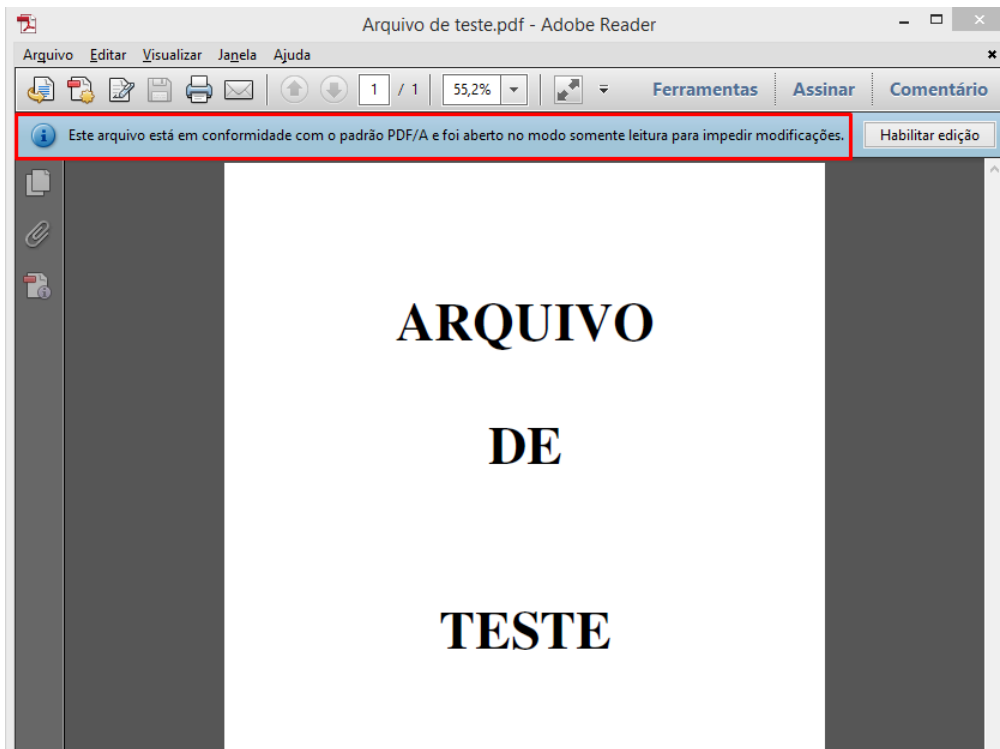 Arquivo de teste.pdf - Adobe Reader
Arquivo Editar Visualizar Janela Ajuda
1 / 1 55,2% Ferramentas Assinar Comentário
Este arquivo está em conformidade com o padrão PDF/A e foi aberto no modo somente leitura para impedir modificações. Habilitar edição
ARQUIVO
DE
TESTE